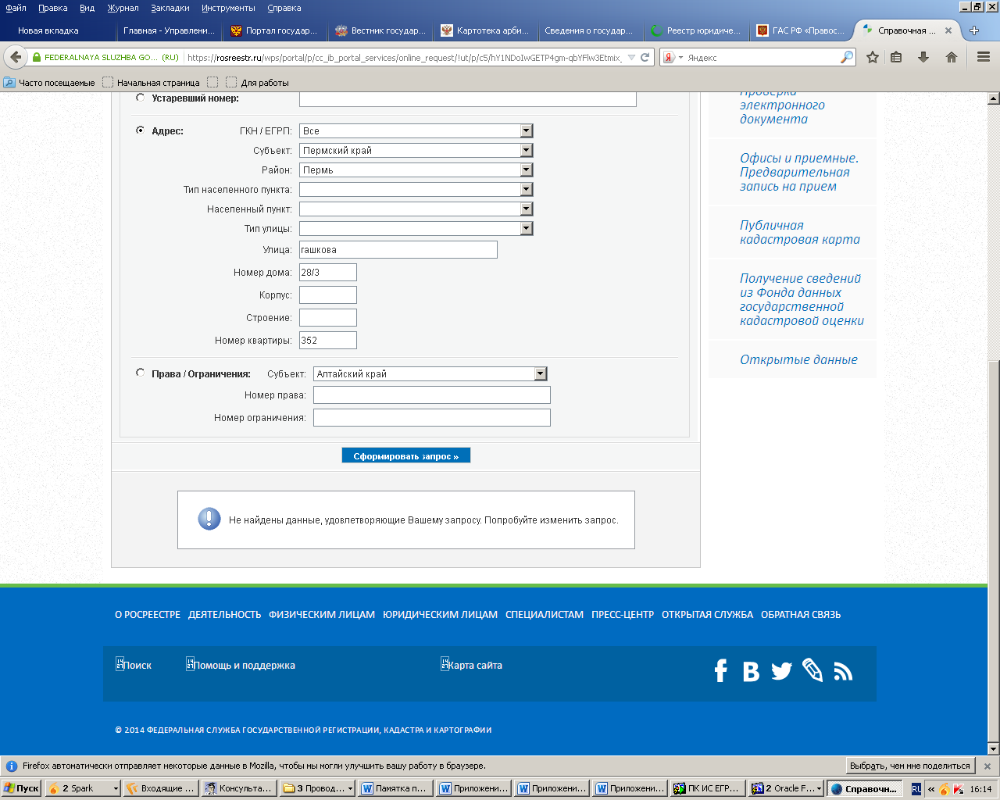 Файл Правка Вид Журнал Закладки Инструменты Справка
Новая вкладка Главная - Управлени... Портал государ... Вестник государ... Картотека арби... Сведения о государ... Реестр юридиче... ГАС РФ «Правос... Справочная ...
FEDERALNAYA SLUZHBA GO... (RU) https://rosreestr.ru/wps/portal/p/cc_ib_portal_services/online_request/!ut/p/c5/hY1NDoIwGETP4gm-qbYFlw3Etmix_ Яндекс
Часто посещаемые Начальная страница Для работы
Устаревший номер:
Адрес: ГКН / ЕГРП: Все
Субъект: Пермский край
Район: Пермь
Тип населенного пункта:
Населенный пункт:
Тип улицы:
Улица: гашкова
Номер дома: 28/3
Корпус:
Строение:
Номер квартиры: 352
Права / Ограничения: Субъект: Алтайский край
Номер права:
Номер ограничения:
Сформировать запрос »
Не найдены данные, удовлетворяющие Вашему запросу. Попробуйте изменить запрос.
Проверка
электронного
документа
Офисы и приемные.
Предварительная
запись на прием
Публичная
кадастровая карта
Получение сведений
из Фонда данных
государственной
кадастровой оценки
Открытые данные
О РОСРЕЕСТРЕ ДЕЯТЕЛЬНОСТЬ ФИЗИЧЕСКИМ ЛИЦАМ ЮРИДИЧЕСКИМ ЛИЦАМ СПЕЦИАЛИСТАМ ПРЕСС-ЦЕНТР ОТКРЫТАЯ СЛУЖБА ОБРАТНАЯ СВЯЗЬ
Поиск Помощь и поддержка Карта сайта
© 2014 ФЕДЕРАЛЬНАЯ СЛУЖБА ГОСУДАРСТВЕННОЙ РЕГИСТРАЦИИ, КАДАСТРА И КАРТОГРАФИИ
Firefox автоматически отправляет некоторые данные в Mozilla, чтобы мы могли улучшить вашу работу в браузере. Выбрать, чем мне поделиться
Пуск 2 Spark Входящие ... Консульта... 3 Провод... Памятка п... Приложени... Приложени... Приложени... ПК ИС ЕГР... 2 Oracle F... Справочн... RL « 16:14